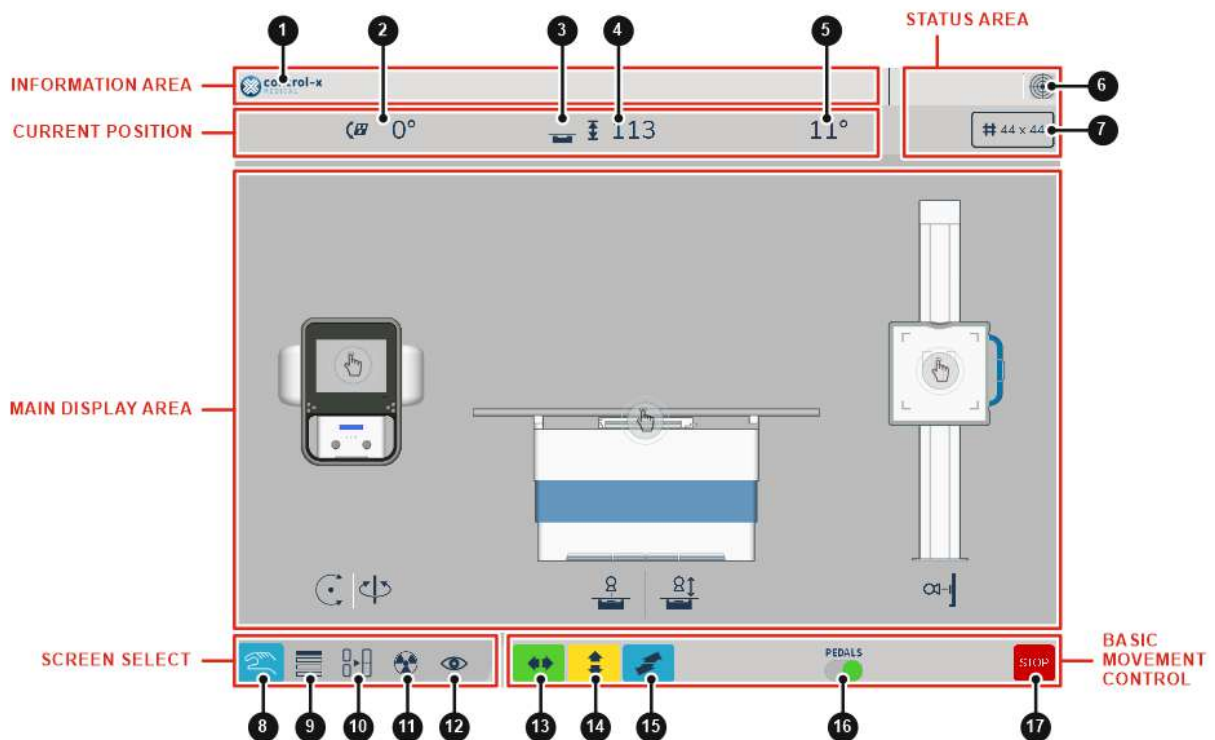 STATUS AREA
1 2 3 4 5
INFORMATION AREA
control-x
MEDICAL
6
CURRENT POSITION
0° 113 11°
44 x 44
7
MAIN DISPLAY AREA
SCREEN SELECT
PEDALS
STOP
BASIC
MOVEMENT
CONTROL
8 9 10 11 12 13 14 15 16 17